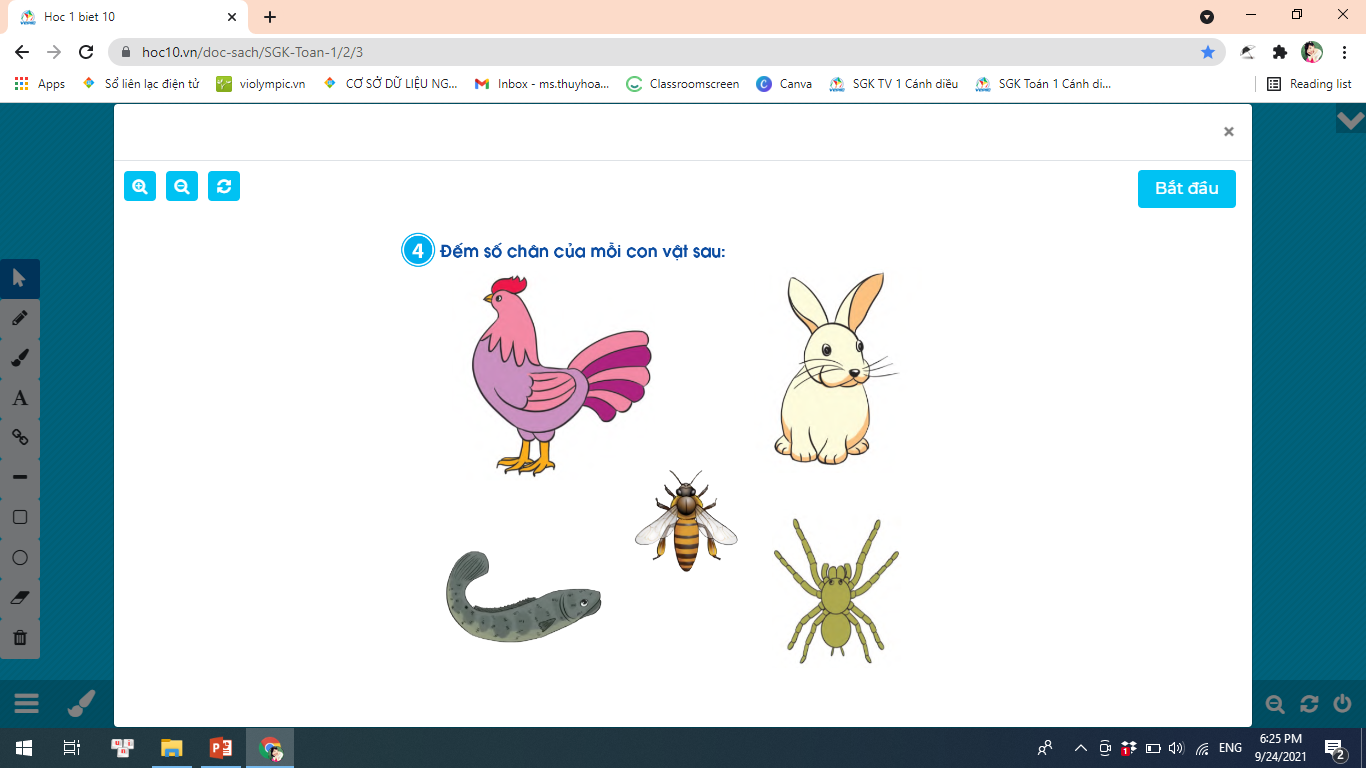 Hoc 1 biet 10
hoc10.vn/doc-sach/SGK-Toan-1/2/3
Apps Sổ liên lạc điện tử violympic.vn CƠ SỞ DỮ LIỆU NG... Inbox - ms.thuyhoa... Classroomscreen Canva SGK TV 1 Cánh diều SGK Toán 1 Cánh di... Reading list
Bắt đầu
4 Đếm số chân của mỗi con vật sau:
A
ENG
6:25 PM
9/24/2021
2
1